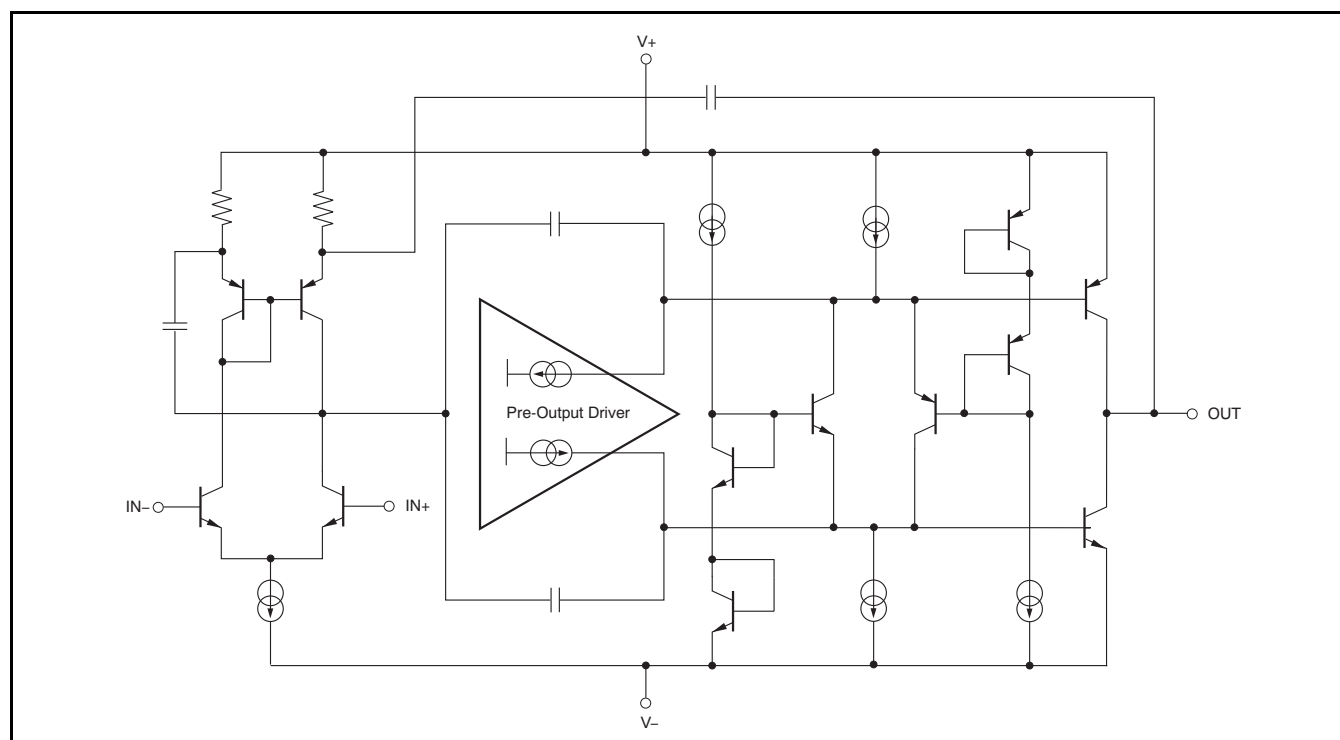 V+
Pre-Output Driver
OUT
IN–
IN+
V–